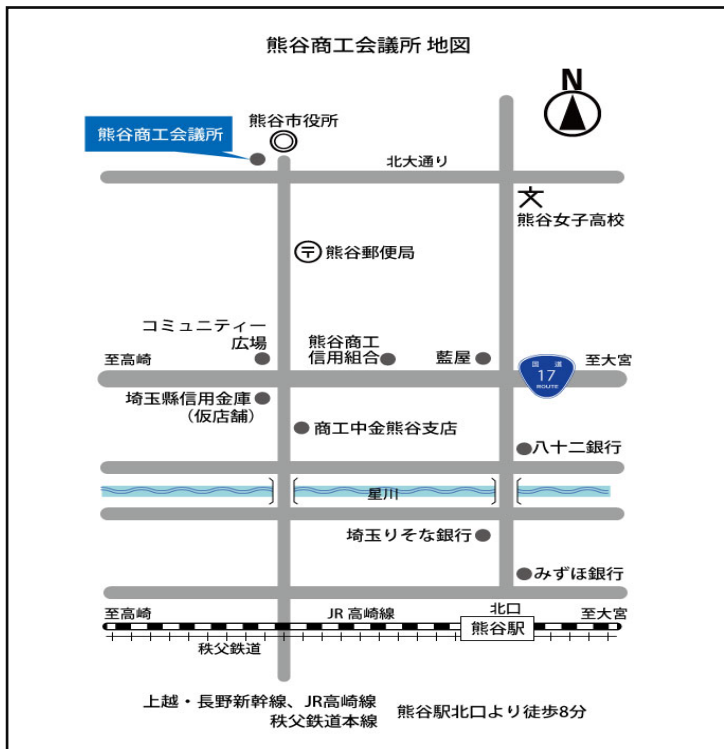 熊谷商工会議所 地図
N
熊谷市役所
熊谷商工会議所
北大通り
文
熊谷女子高校
〒熊谷郵便局
コミュニティー
広場
熊谷商工
信用組合
藍屋
国道
17
ROUTE
至高崎
至大宮
埼玉縣信用金庫
（仮店舗）
商工中金熊谷支店
八十二銀行
星川
埼玉りそな銀行
みずほ銀行
至高崎
JR 高崎線
北口
至大宮
熊谷駅
秩父鉄道
上越・長野新幹線、JR高崎線
秩父鉄道本線
熊谷駅北口より徒歩8分